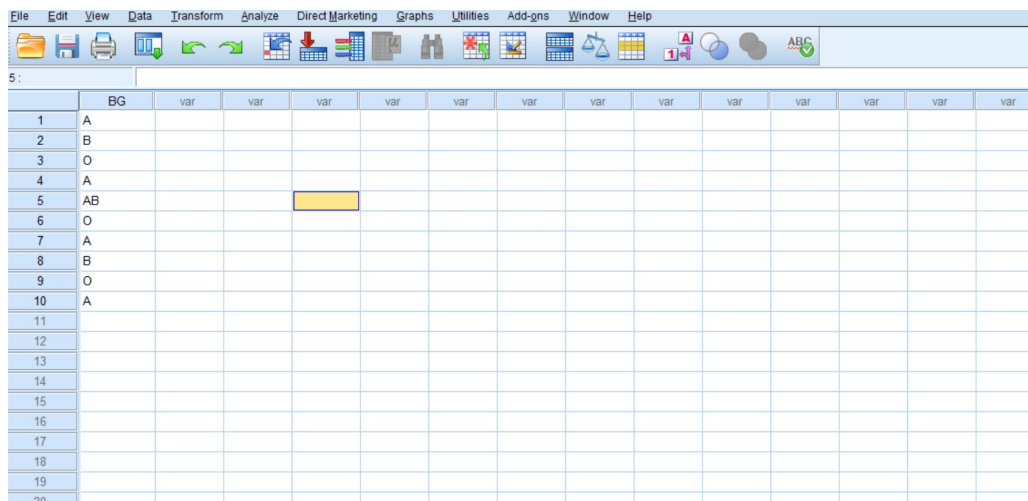 File Edit View Data Transform Analyze Direct Marketing Graphs Utilities Add-ons Window Help
1 A
ABC
5 :
BG var var var var var var var var var var var var var
1 A
2 B
3 O
4 A
5 AB
6 O
7 A
8 B
9 O
10 A
11
12
13
14
15
16
17
18
19
20